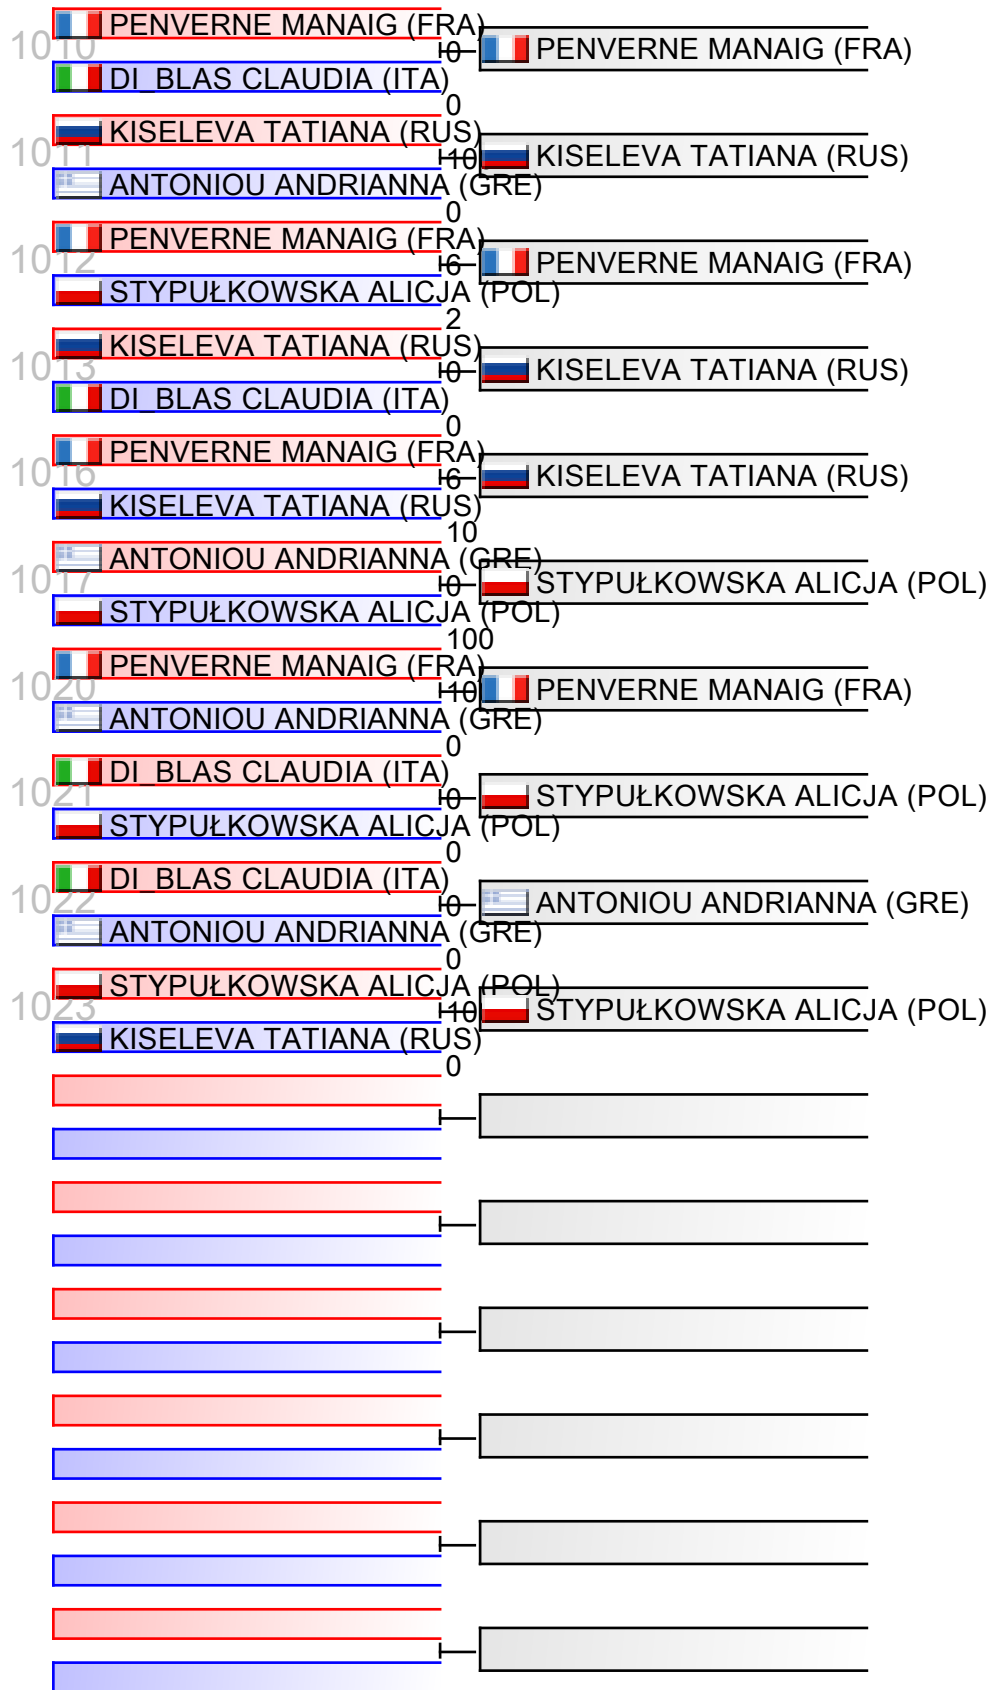 PENVERNE MANAIG (FRA)
1010
0
PENVERNE MANAIG (FRA)
DI_BLAS CLAUDIA (ITA)
0
KISELEVA TATIANA (RUS)
1011
10
KISELEVA TATIANA (RUS)
ANTONIOU ANDRIANNA (GRE)
0
PENVERNE MANAIG (FRA)
1012
6
PENVERNE MANAIG (FRA)
STYPUŁKOWSKA ALICJA (POL)
2
KISELEVA TATIANA (RUS)
1013
0
KISELEVA TATIANA (RUS)
DI_BLAS CLAUDIA (ITA)
0
PENVERNE MANAIG (FRA)
1016
6
KISELEVA TATIANA (RUS)
KISELEVA TATIANA (RUS)
10
ANTONIOU ANDRIANNA (GRE)
1017
0
STYPUŁKOWSKA ALICJA (POL)
STYPUŁKOWSKA ALICJA (POL)
100
PENVERNE MANAIG (FRA)
1020
10
PENVERNE MANAIG (FRA)
ANTONIOU ANDRIANNA (GRE)
0
DI_BLAS CLAUDIA (ITA)
1021
0
STYPUŁKOWSKA ALICJA (POL)
STYPUŁKOWSKA ALICJA (POL)
0
DI_BLAS CLAUDIA (ITA)
1022
0
ANTONIOU ANDRIANNA (GRE)
ANTONIOU ANDRIANNA (GRE)
0
STYPUŁKOWSKA ALICJA (POL)
1023
10
STYPUŁKOWSKA ALICJA (POL)
KISELEVA TATIANA (RUS)
0